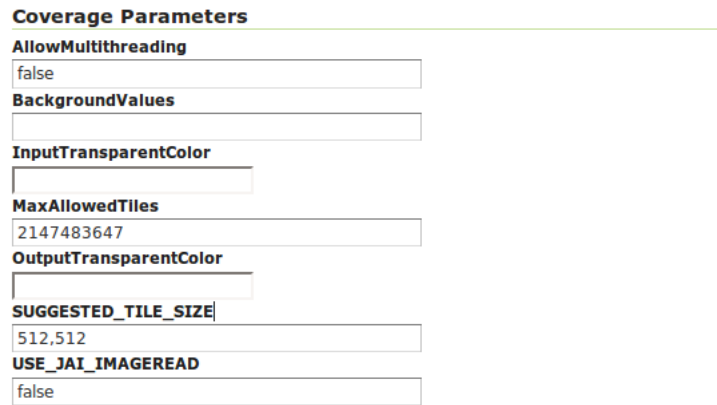 Coverage Parameters
AllowMultithreading
false
BackgroundValues
InputTransparentColor
MaxAllowedTiles
2147483647
OutputTransparentColor
SUGGESTED_TILE_SIZE
512,512
USE_JAI_IMAGEREAD
false